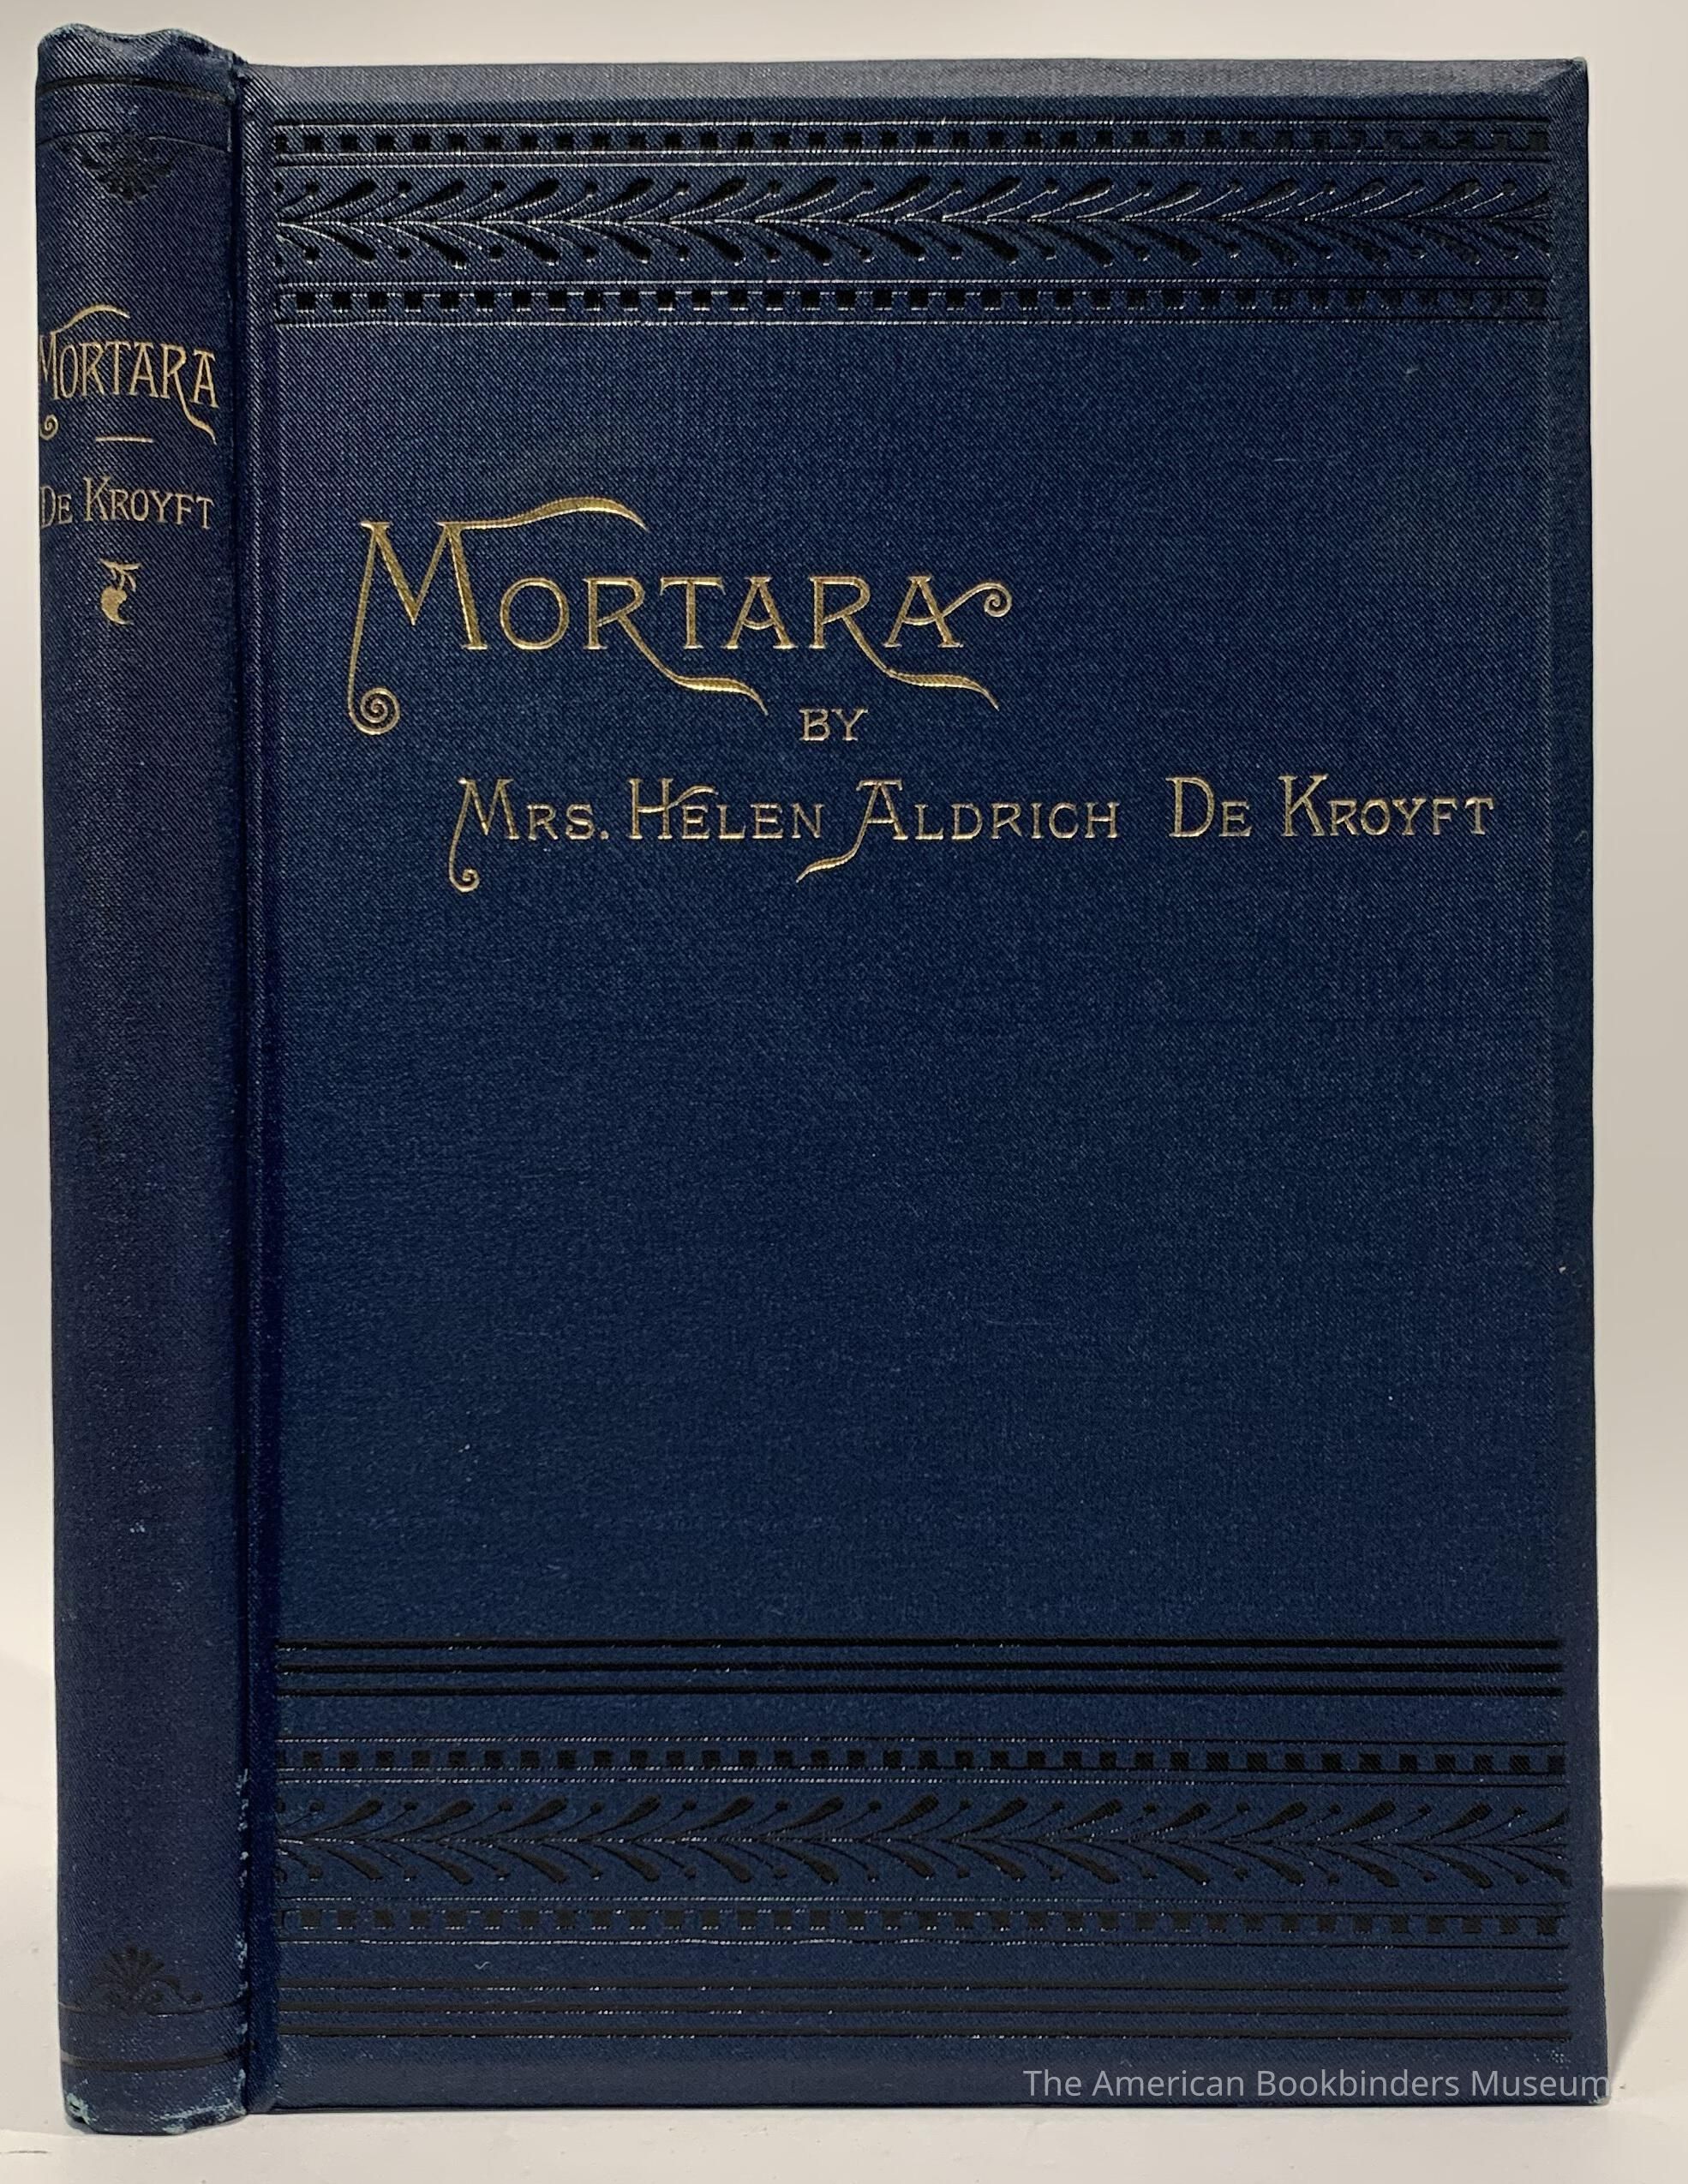 MORTARA
DE KROYFT
MORTARA
BY
MRS. HELEN ALDRICH DE KROYFT
The American Bookbinders Museum